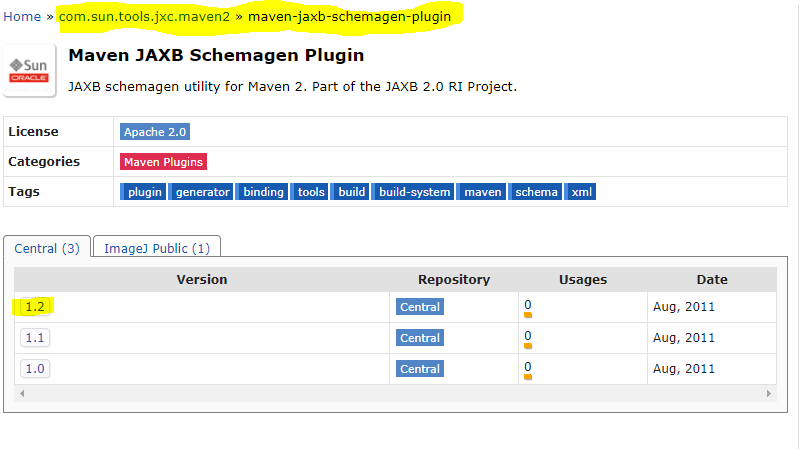 Home » com.sun.tools.jxc.maven2 » maven-jaxb-schemagen-plugin
Sun
ORACLE
Maven JAXB Schemagen Plugin
JAXB schemagen utility for Maven 2. Part of the JAXB 2.0 RI Project.
License Apache 2.0
Categories Maven Plugins
Tags plugin generator binding tools build build-system maven schema xml
Central (3) ImageJ Public (1)
Version Repository Usages Date
1.2 Central 0 Aug, 2011
1.1 Central 0 Aug, 2011
1.0 Central 0 Aug, 2011